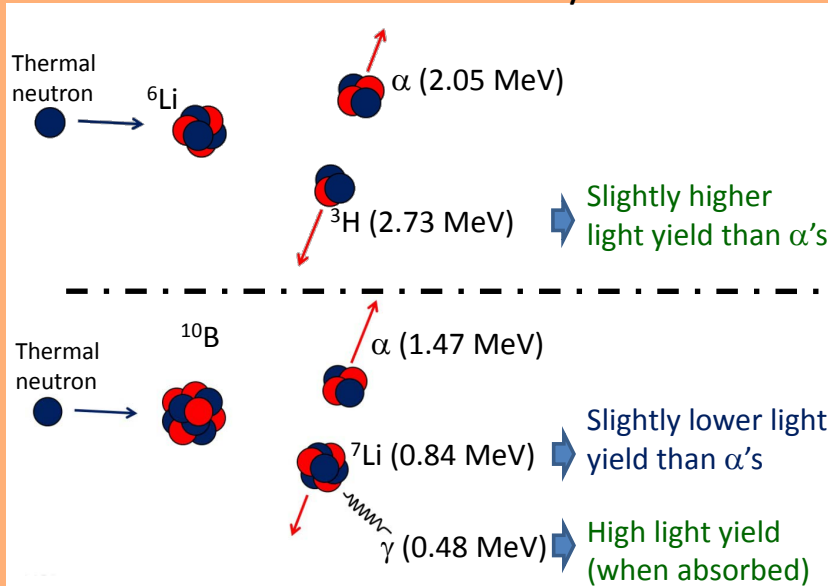 Thermal
neutron
⁶Li
α (2.05 MeV)
³H (2.73 MeV)
Slightly higher
light yield than α's
Thermal
neutron
¹⁰B
α (1.47 MeV)
⁷Li (0.84 MeV)
Slightly lower light
yield than α's
γ (0.48 MeV)
High light yield
(when absorbed)